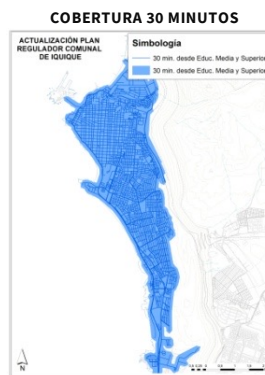 COBERTURA 30 MINUTOS
ACTUALIZACIÓN PLAN
REGULADOR COMUNAL
DE IQUIQUE
Simbología
30 min. desde Educ. Media y Superior
30 min. desde Educ. Media y Superior
N